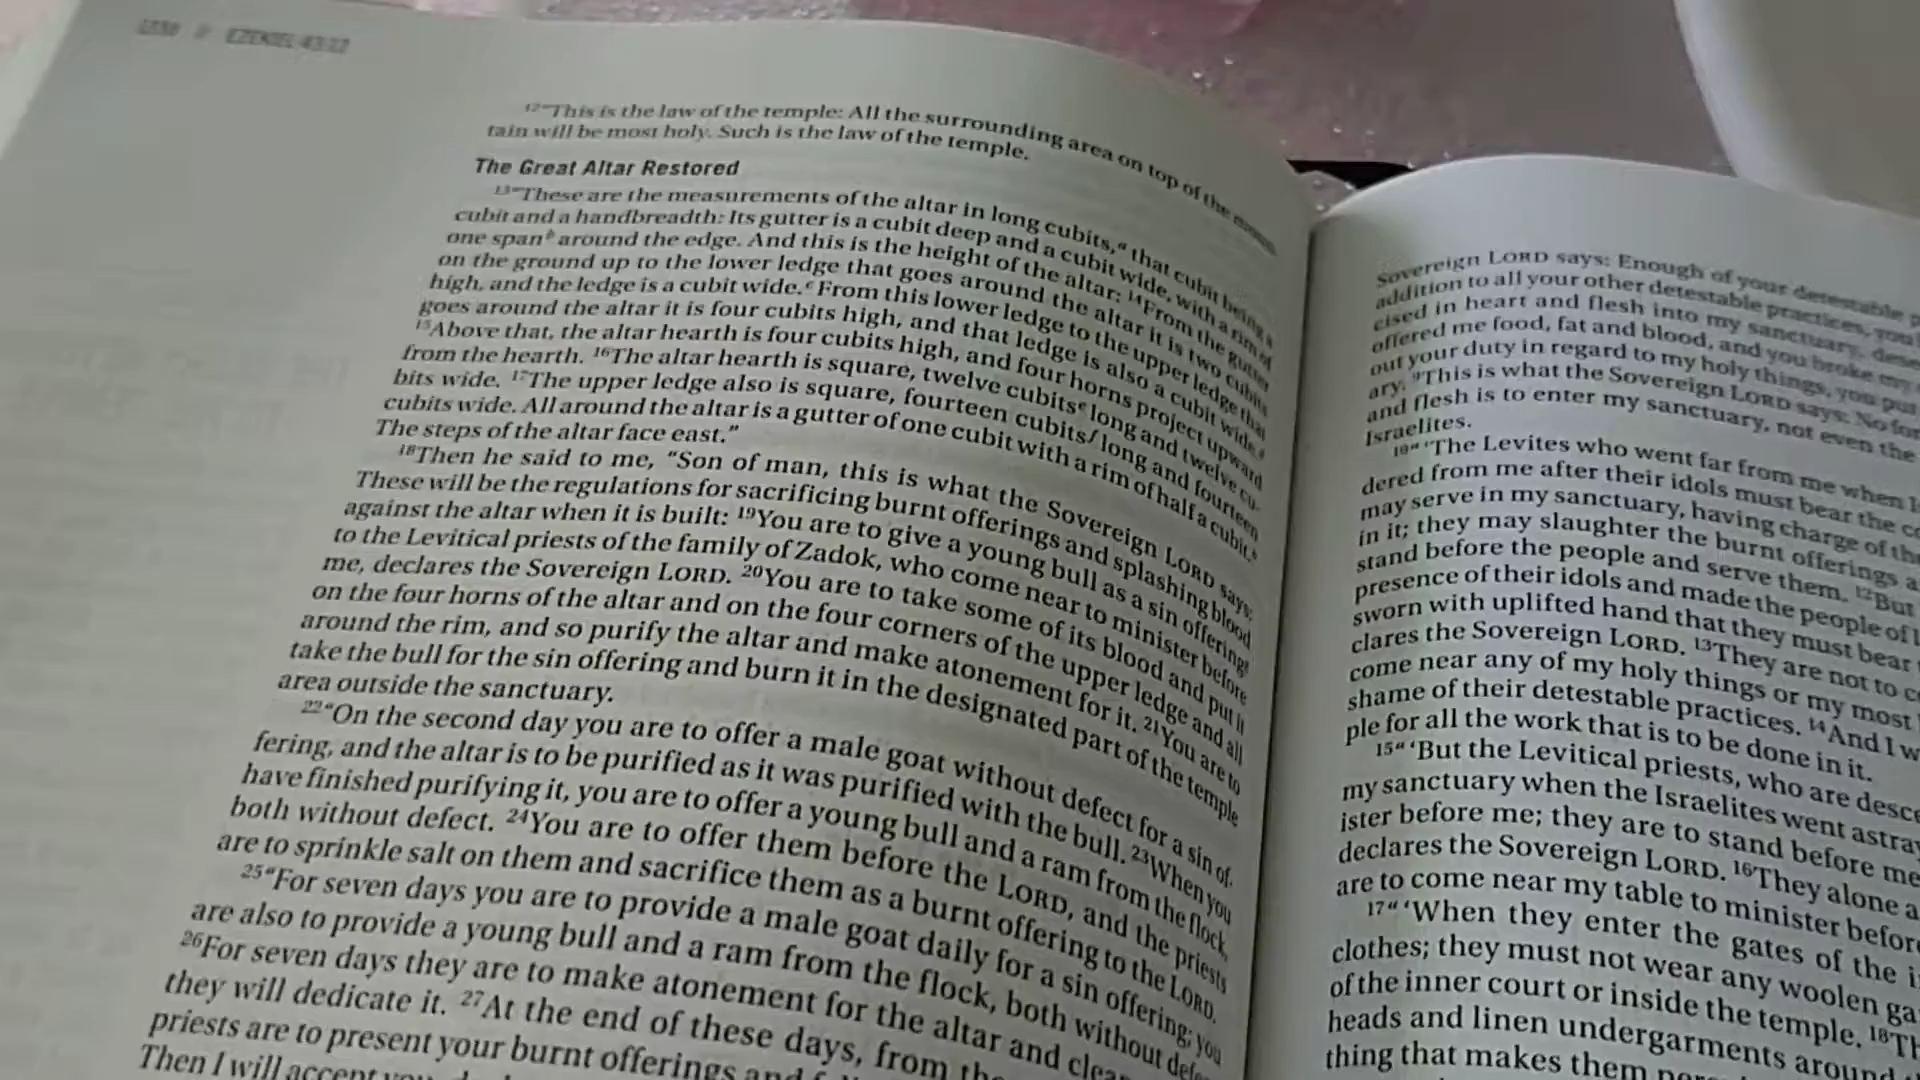 EZEKIEL 43:12
12“This is the law of the temple: All the surrounding area on top of the moun-
tain will be most holy. Such is the law of the temple.
The Great Altar Restored
13“These are the measurements of the altar in long cubits,a that cubit being a
cubit and a handbreadth: Its gutter is a cubit deep and a cubit wide, with a rim of
one spanb around the edge. And this is the height of the altar: 14From the gutter
on the ground up to the lower ledge that goes around the altar it is two cubits
high, and the ledge is a cubit wide.c From this lower ledge to the upper ledge that
goes around the altar it is four cubits high, and that ledge is also a cubit wide.d
15Above that, the altar hearth is four cubits high, and four horns project upward
from the hearth. 16The altar hearth is square, twelve cubitse long and twelve cu-
bits wide. 17The upper ledge also is square, fourteen cubitsf long and fourteen
cubits wide. All around the altar is a gutter of one cubit with a rim of half a cubit.
The steps of the altar face east.”
18Then he said to me, “Son of man, this is what the Sovereign LORD says:
These will be the regulations for sacrificing burnt offerings and splashing blood
against the altar when it is built: 19You are to give a young bull as a sin offering
to the Levitical priests of the family of Zadok, who come near to minister before
me, declares the Sovereign LORD. 20You are to take some of its blood and put it
on the four horns of the altar and on the four corners of the upper ledge and all
around the rim, and so purify the altar and make atonement for it. 21You are to
take the bull for the sin offering and burn it in the designated part of the temple
area outside the sanctuary.
22“On the second day you are to offer a male goat without defect for a sin of-
fering, and the altar is to be purified as it was purified with the bull. 23When you
have finished purifying it, you are to offer a young bull and a ram from the flock,
both without defect. 24You are to offer them before the LORD, and the priests
are to sprinkle salt on them and sacrifice them as a burnt offering to the LORD.
25“For seven days you are to provide a male goat daily for a sin offering; you
are also to provide a young bull and a ram from the flock, both without defe
26For seven days they are to make atonement for the altar and clea
they will dedicate it. 27At the end of these days, from th
priests are to present your burnt offerings and
Then I will accept you,
Sovereign LORD says: Enough of your detestable p
addition to all your other detestable practices, you
cised in heart and flesh into my sanctuary, dese
offered me food, fat and blood, and you broke my
out your duty in regard to my holy things, you put
ary. 9This is what the Sovereign LORD says: No for
and flesh is to enter my sanctuary, not even the
Israelites.
10“ ‘The Levites who went far from me when I
dered from me after their idols must bear the co
may serve in my sanctuary, having charge of the
in it; they may slaughter the burnt offerings a
stand before the people and serve them. 12But
presence of their idols and made the people of I
sworn with uplifted hand that they must bear
clares the Sovereign LORD. 13They are not to co
come near any of my holy things or my most
shame of their detestable practices. 14And I w
ple for all the work that is to be done in it.
15“ ‘But the Levitical priests, who are desce
my sanctuary when the Israelites went astray
ister before me; they are to stand before me
declares the Sovereign LORD. 16They alone a
are to come near my table to minister before
17“ ‘When they enter the gates of the i
clothes; they must not wear any woolen ga
of the inner court or inside the temple. 18Th
heads and linen undergarments around t
thing that makes them